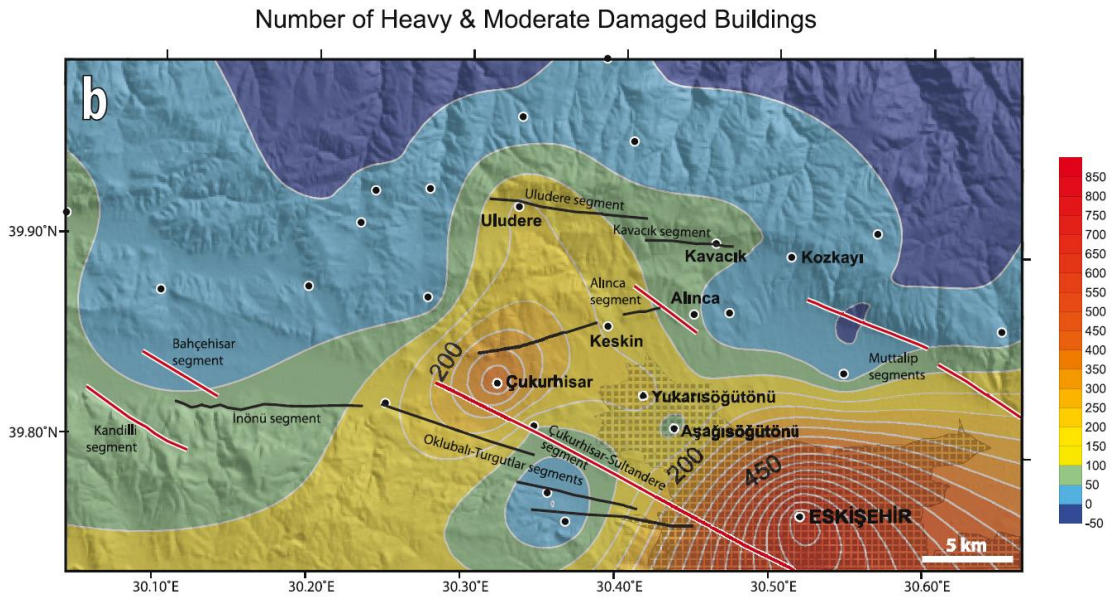 Number of Heavy & Moderate Damaged Buildings
b
Uludere segment
Uludere
Kavacık segment
Kavacık
Kozkayı
39.90°N
Alınca
segment
Alınca
Keskin
Bahçehisar
segment
200
Çukurhisar
Muttalip
segments
Yukarısöğütönü
İnönü segment
Aşağısöğütönü
39.80°N
Kandilli
segment
Oklubalı-Turgutlar segments
Çukurhisar-Sultandere
segment
200
450
ESKİŞEHİR
5 km
30.10°E
30.20°E
30.30°E
30.40°E
30.50°E
30.60°E
850
800
750
700
650
600
550
500
450
400
350
300
250
200
150
100
50
0
-50